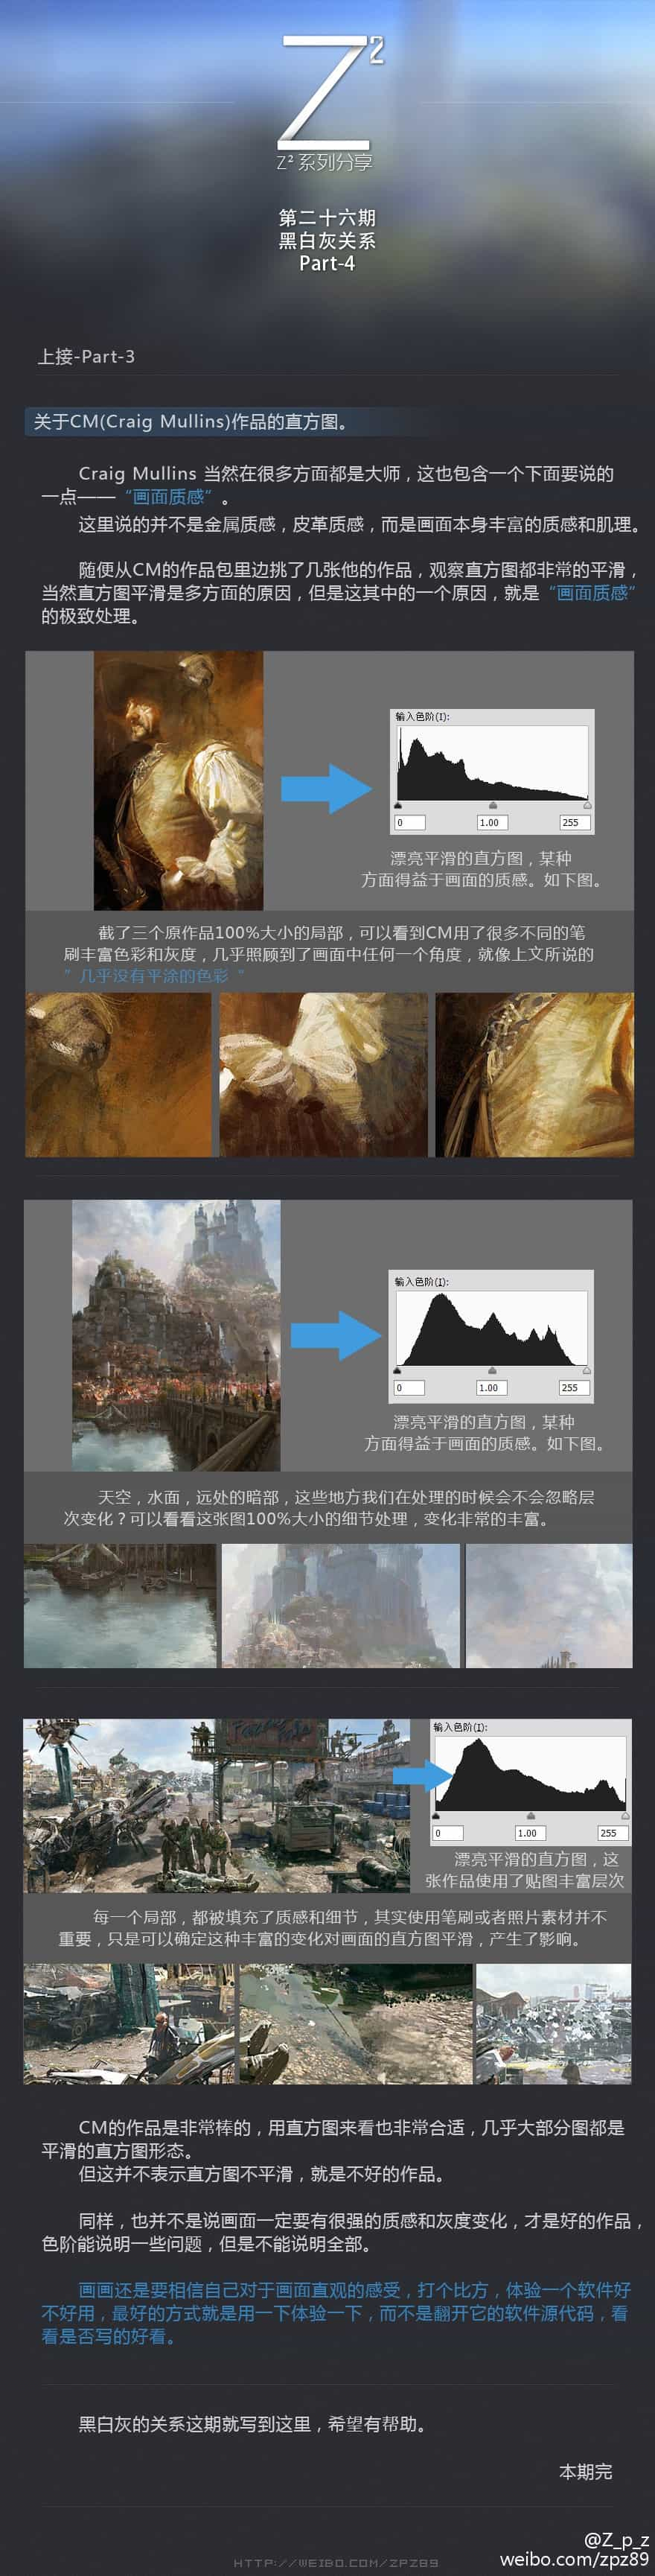 Z²
Z² 系列分享
第二十六期
黑白灰关系
Part-4
上接-Part-3
关于CM(Craig Mullins)作品的直方图。
Craig Mullins 当然在很多方面都是大师，这也包含一个下面要说的
一点——“画面质感”。
这里说的并不是金属质感，皮革质感，而是画面本身丰富的质感和肌理。
随便从CM的作品包里边挑了几张他的作品，观察直方图都非常的平滑，
当然直方图平滑是多方面的原因，但是这其中的一个原因，就是“画面质感”
的极致处理。
输入色阶(I):
0 1.00 255
漂亮平滑的直方图，某种
方面得益于画面的质感。如下图。
截了三个原作品100%大小的局部，可以看到CM用了很多不同的笔
刷丰富色彩和灰度，几乎照顾到了画面中任何一个角度，就像上文所说的
”几乎没有平涂的色彩 ”
输入色阶(I):
0 1.00 255
漂亮平滑的直方图，某种
方面得益于画面的质感。如下图。
天空，水面，远处的暗部，这些地方我们在处理的时候会不会忽略层
次变化？可以看看这张图100%大小的细节处理，变化非常的丰富。
输入色阶(I):
0 1.00 255
漂亮平滑的直方图，这
张作品使用了贴图丰富层次
每一个局部，都被填充了质感和细节，其实使用笔刷或者照片素材并不
重要，只是可以确定这种丰富的变化对画面的直方图平滑，产生了影响。
CM的作品是非常棒的，用直方图来看也非常合适，几乎大部分图都是
平滑的直方图形态。
但这并不表示直方图不平滑，就是不好的作品。
同样，也并不是说画面一定要有很强的质感和灰度变化，才是好的作品，
色阶能说明一些问题，但是不能说明全部。
画画还是要相信自己对于画面直观的感受，打个比方，体验一个软件好
不好用，最好的方式就是用一下体验一下，而不是翻开它的软件源代码，看
看是否写的好看。
黑白灰的关系这期就写到这里，希望有帮助。
本期完
@Z_p_z
weibo.com/zpz89
HTTP://WEIBO.COM/ZPZ89